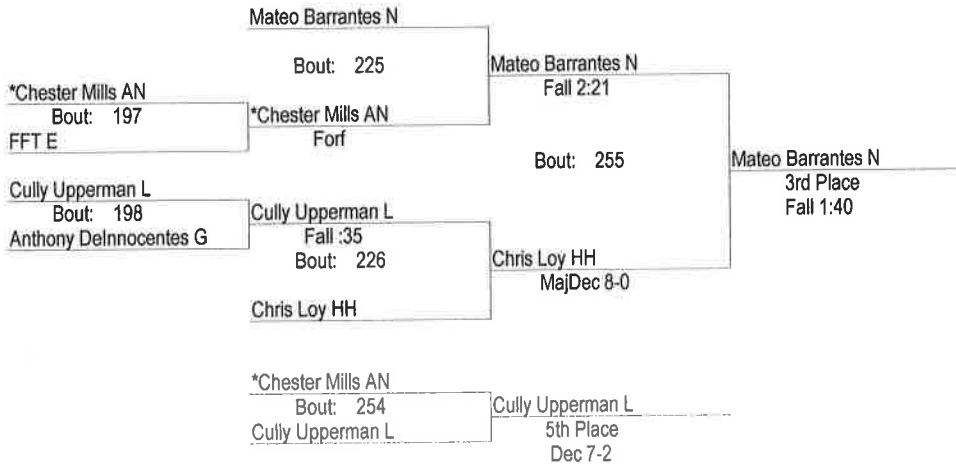 Mateo Barrantes N
Bout: 225
Mateo Barrantes N
Fall 2:21
*Chester Mills AN
Bout: 197
FFT E
*Chester Mills AN
Forf
Bout: 255
Mateo Barrantes N
3rd Place
Fall 1:40
Cully Upperman L
Bout: 198
Anthony DeInnocentes G
Cully Upperman L
Fall :35
Bout: 226
Chris Loy HH
MajDec 8-0
Chris Loy HH
*Chester Mills AN
Bout: 254
Cully Upperman L
Cully Upperman L
5th Place
Dec 7-2